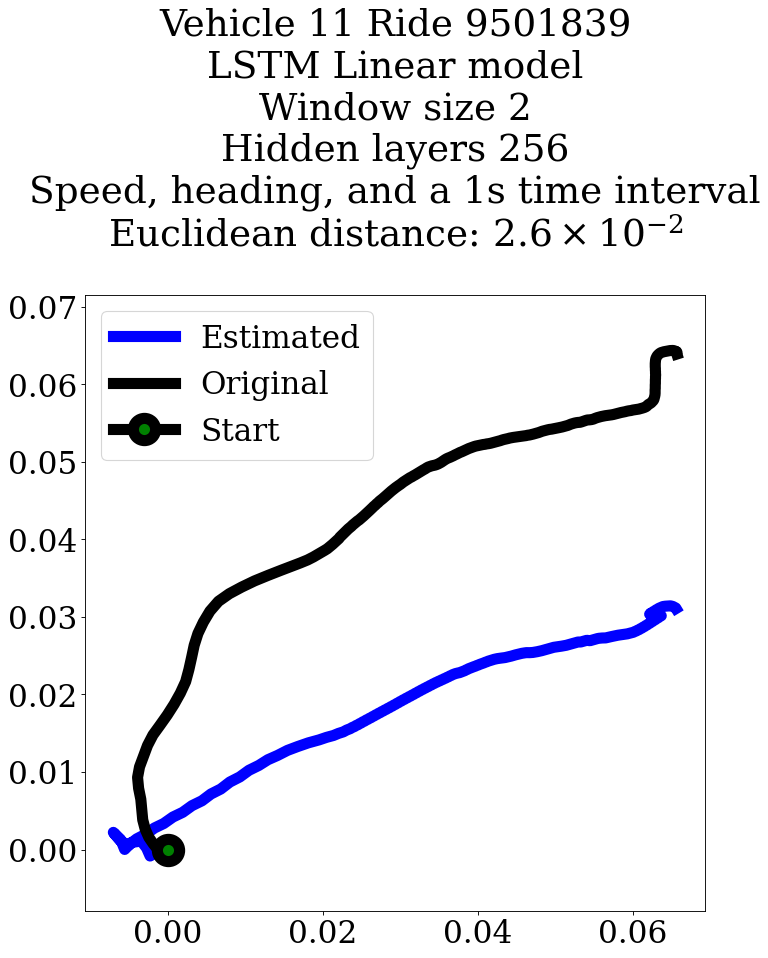 Vehicle 11 Ride 9501839
LSTM Linear model
Window size 2
Hidden layers 256
Speed, heading, and a 1s time interval
Euclidean distance: 2.6 × 10⁻²
0.07
0.06
0.05
0.04
0.03
0.02
0.01
0.00
Estimated
Original
Start
0.00 0.02 0.04 0.06